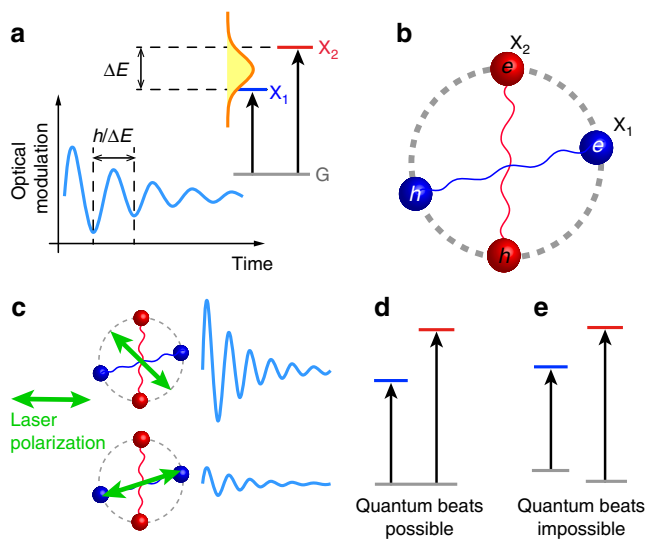 a
ΔE
X2
X1
h/ΔE
Optical
modulation
G
Time
b
X2
e
X1
e
h
h
c
Laser
polarization
d
Quantum beats
possible
e
Quantum beats
impossible